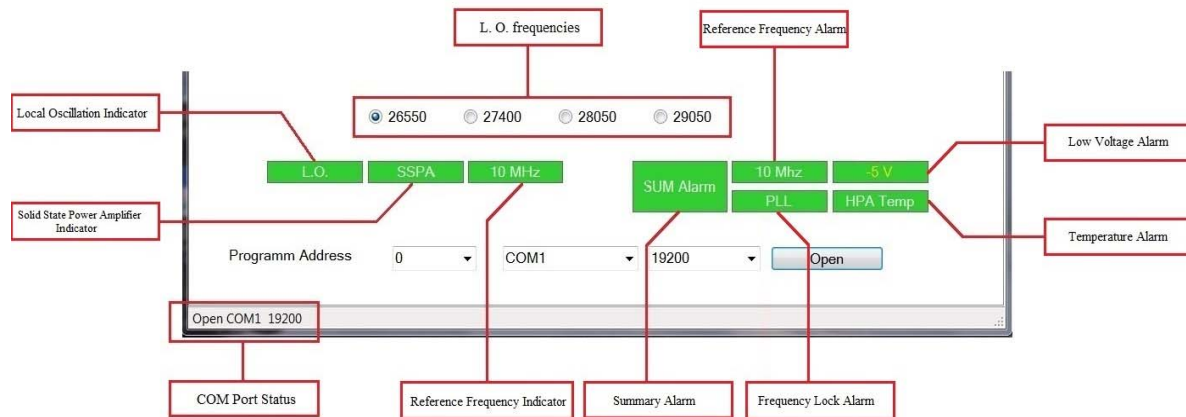 L. O. frequencies
Reference Frequency Alarm
Local Oscillation Indicator
26550 27400 28050 29050
Low Voltage Alarm
L.O. SSPA 10 MHz SUM Alarm 10 Mhz -5 V
PLL HPA Temp
Solid State Power Amplifier
Indicator
Temperature Alarm
Programm Address 0 COM1 19200 Open
Open COM1 19200
COM Port Status
Reference Frequency Indicator
Summary Alarm
Frequency Lock Alarm